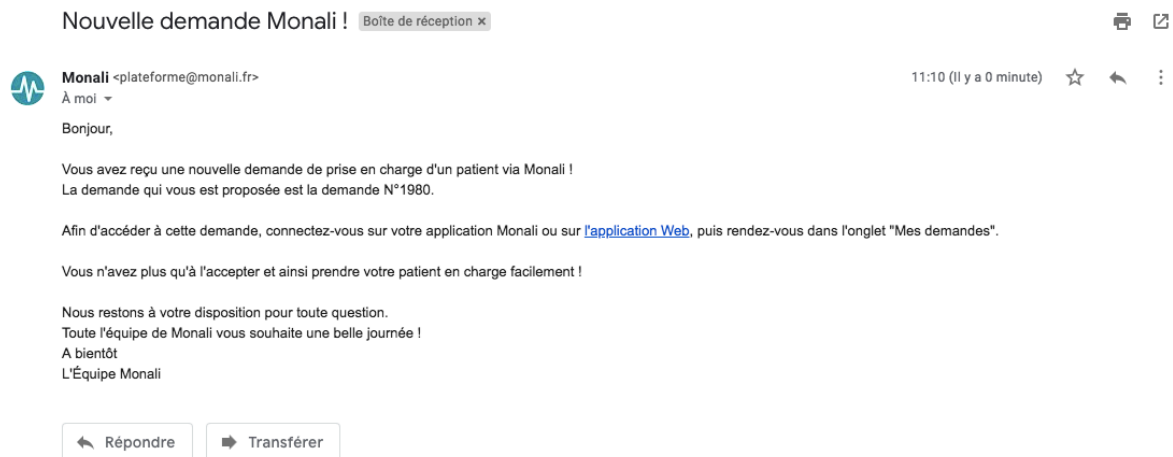 Nouvelle demande Monali !
Boîte de réception ×
Monali <plateforme@monali.fr>
11:10 (Il y a 0 minute)
À moi
Bonjour,
Vous avez reçu une nouvelle demande de prise en charge d'un patient via Monali !
La demande qui vous est proposée est la demande N°1980.
Afin d'accéder à cette demande, connectez-vous sur votre application Monali ou sur l'application Web, puis rendez-vous dans l'onglet "Mes demandes".
Vous n'avez plus qu'à l'accepter et ainsi prendre votre patient en charge facilement !
Nous restons à votre disposition pour toute question.
Toute l'équipe de Monali vous souhaite une belle journée !
A bientôt
L'Équipe Monali
Répondre
Transférer